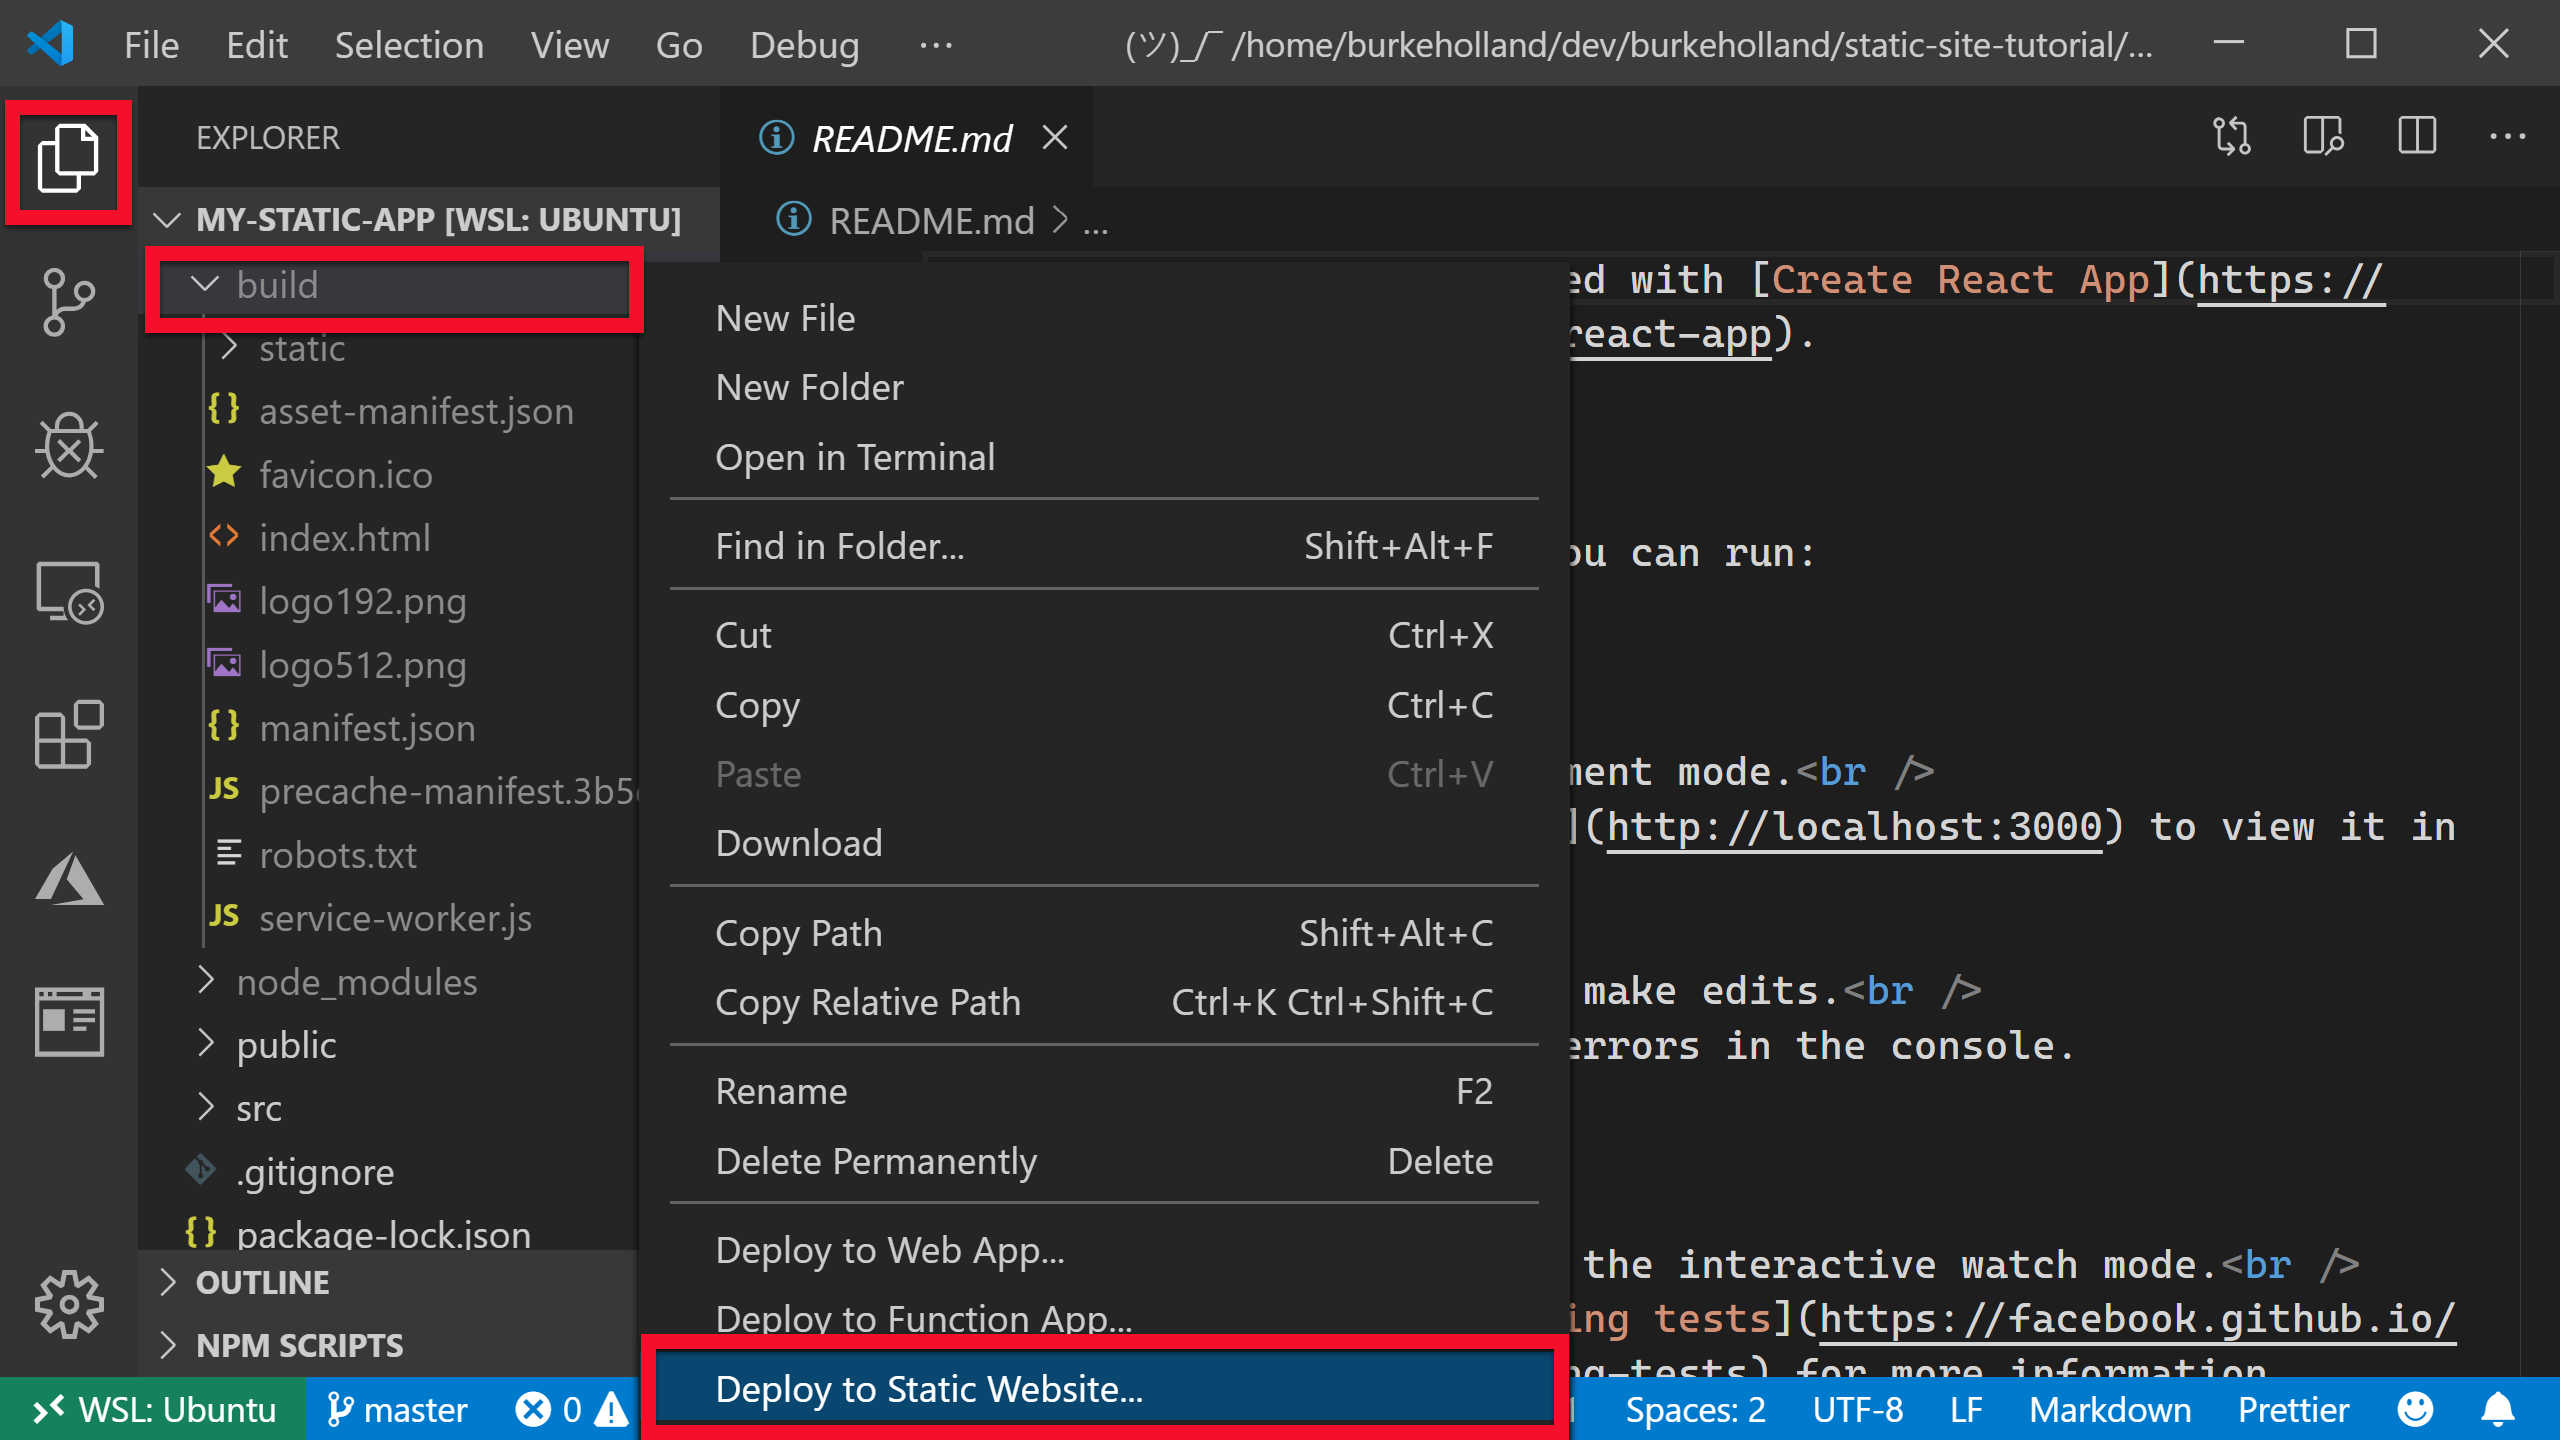 File Edit Selection View Go Debug ··· (ツ)_/¯ /home/burkeholland/dev/burkeholland/static-site-tutorial/...
EXPLORER
README.md
MY-STATIC-APP [WSL: UBUNTU]
README.md > ...
build
static
{} asset-manifest.json
favicon.ico
<> index.html
logo192.png
logo512.png
{} manifest.json
JS precache-manifest.3b5
robots.txt
JS service-worker.js
node_modules
public
src
.gitignore
{} package-lock.json
OUTLINE
NPM SCRIPTS
New File
New Folder
Open in Terminal
Find in Folder... Shift+Alt+F
Cut Ctrl+X
Copy Ctrl+C
Paste Ctrl+V
Download
Copy Path Shift+Alt+C
Copy Relative Path Ctrl+K Ctrl+Shift+C
Rename F2
Delete Permanently Delete
Deploy to Web App...
Deploy to Function App...
Deploy to Static Website...
ed with [Create React App](https://
react-app).
ou can run:
ment mode.<br />
](http://localhost:3000) to view it in
make edits.<br />
errors in the console.
the interactive watch mode.<br />
ing tests](https://facebook.github.io/
ng-tests) for more information
WSL: Ubuntu master 0 Spaces: 2 UTF-8 LF Markdown Prettier